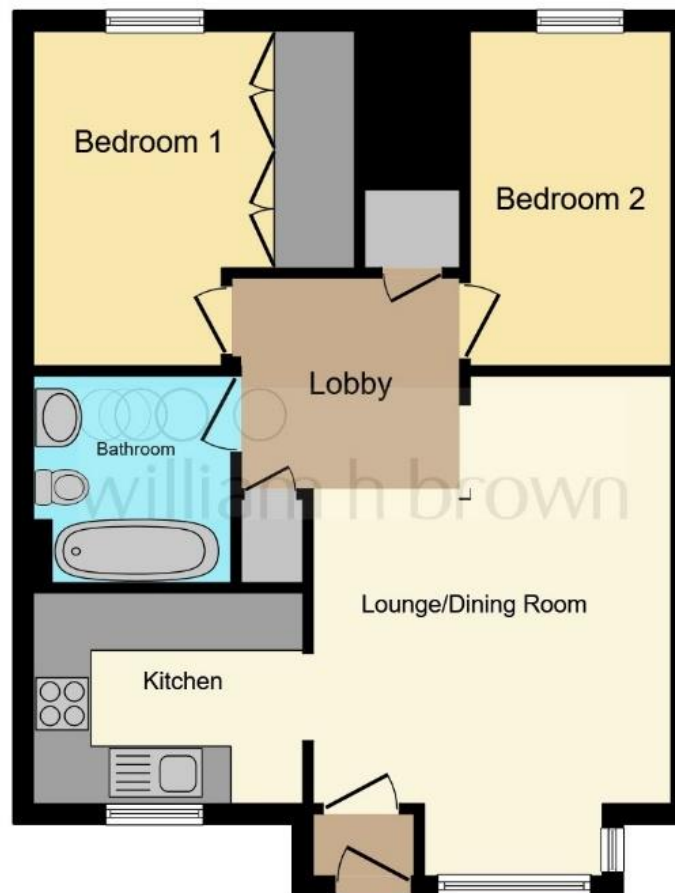 Bedroom 1
Bedroom 2
Lobby
Bathroom
william h brown
Lounge/Dining Room
Kitchen